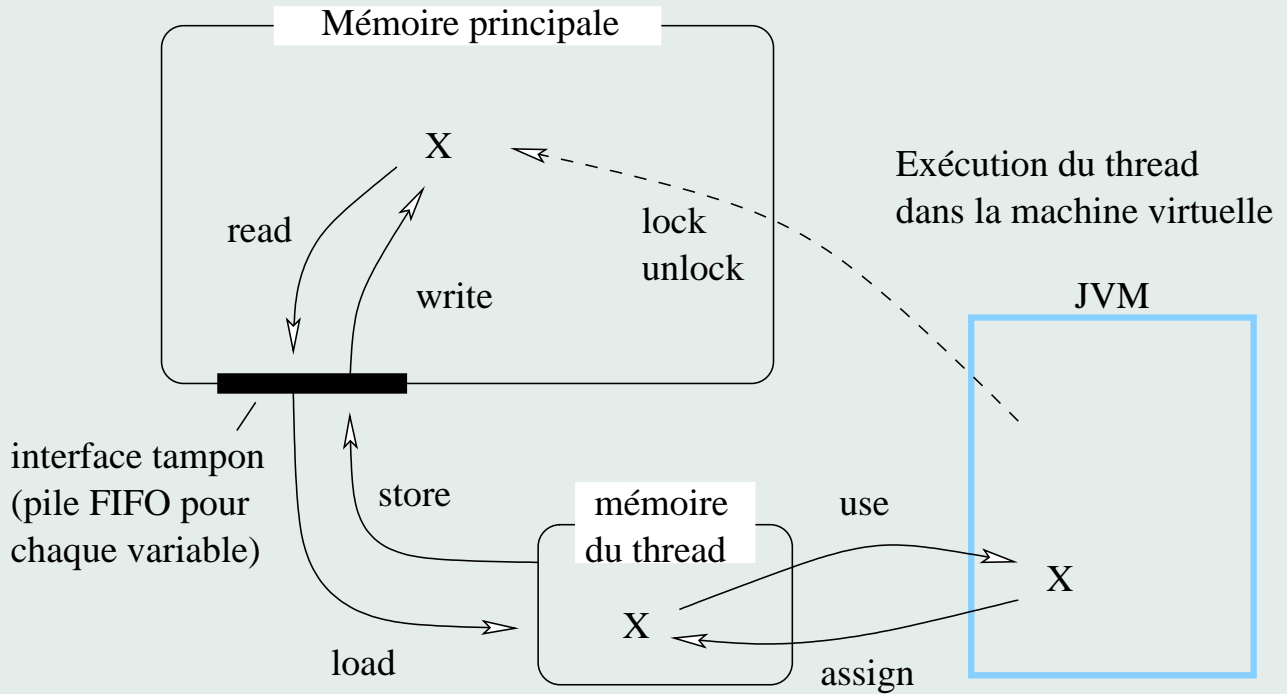 Mémoire principale
X
read
write
lock
unlock
Exécution du thread
dans la machine virtuelle
JVM
interface tampon
(pile FIFO pour
chaque variable)
store
load
mémoire
du thread
X
use
assign
X